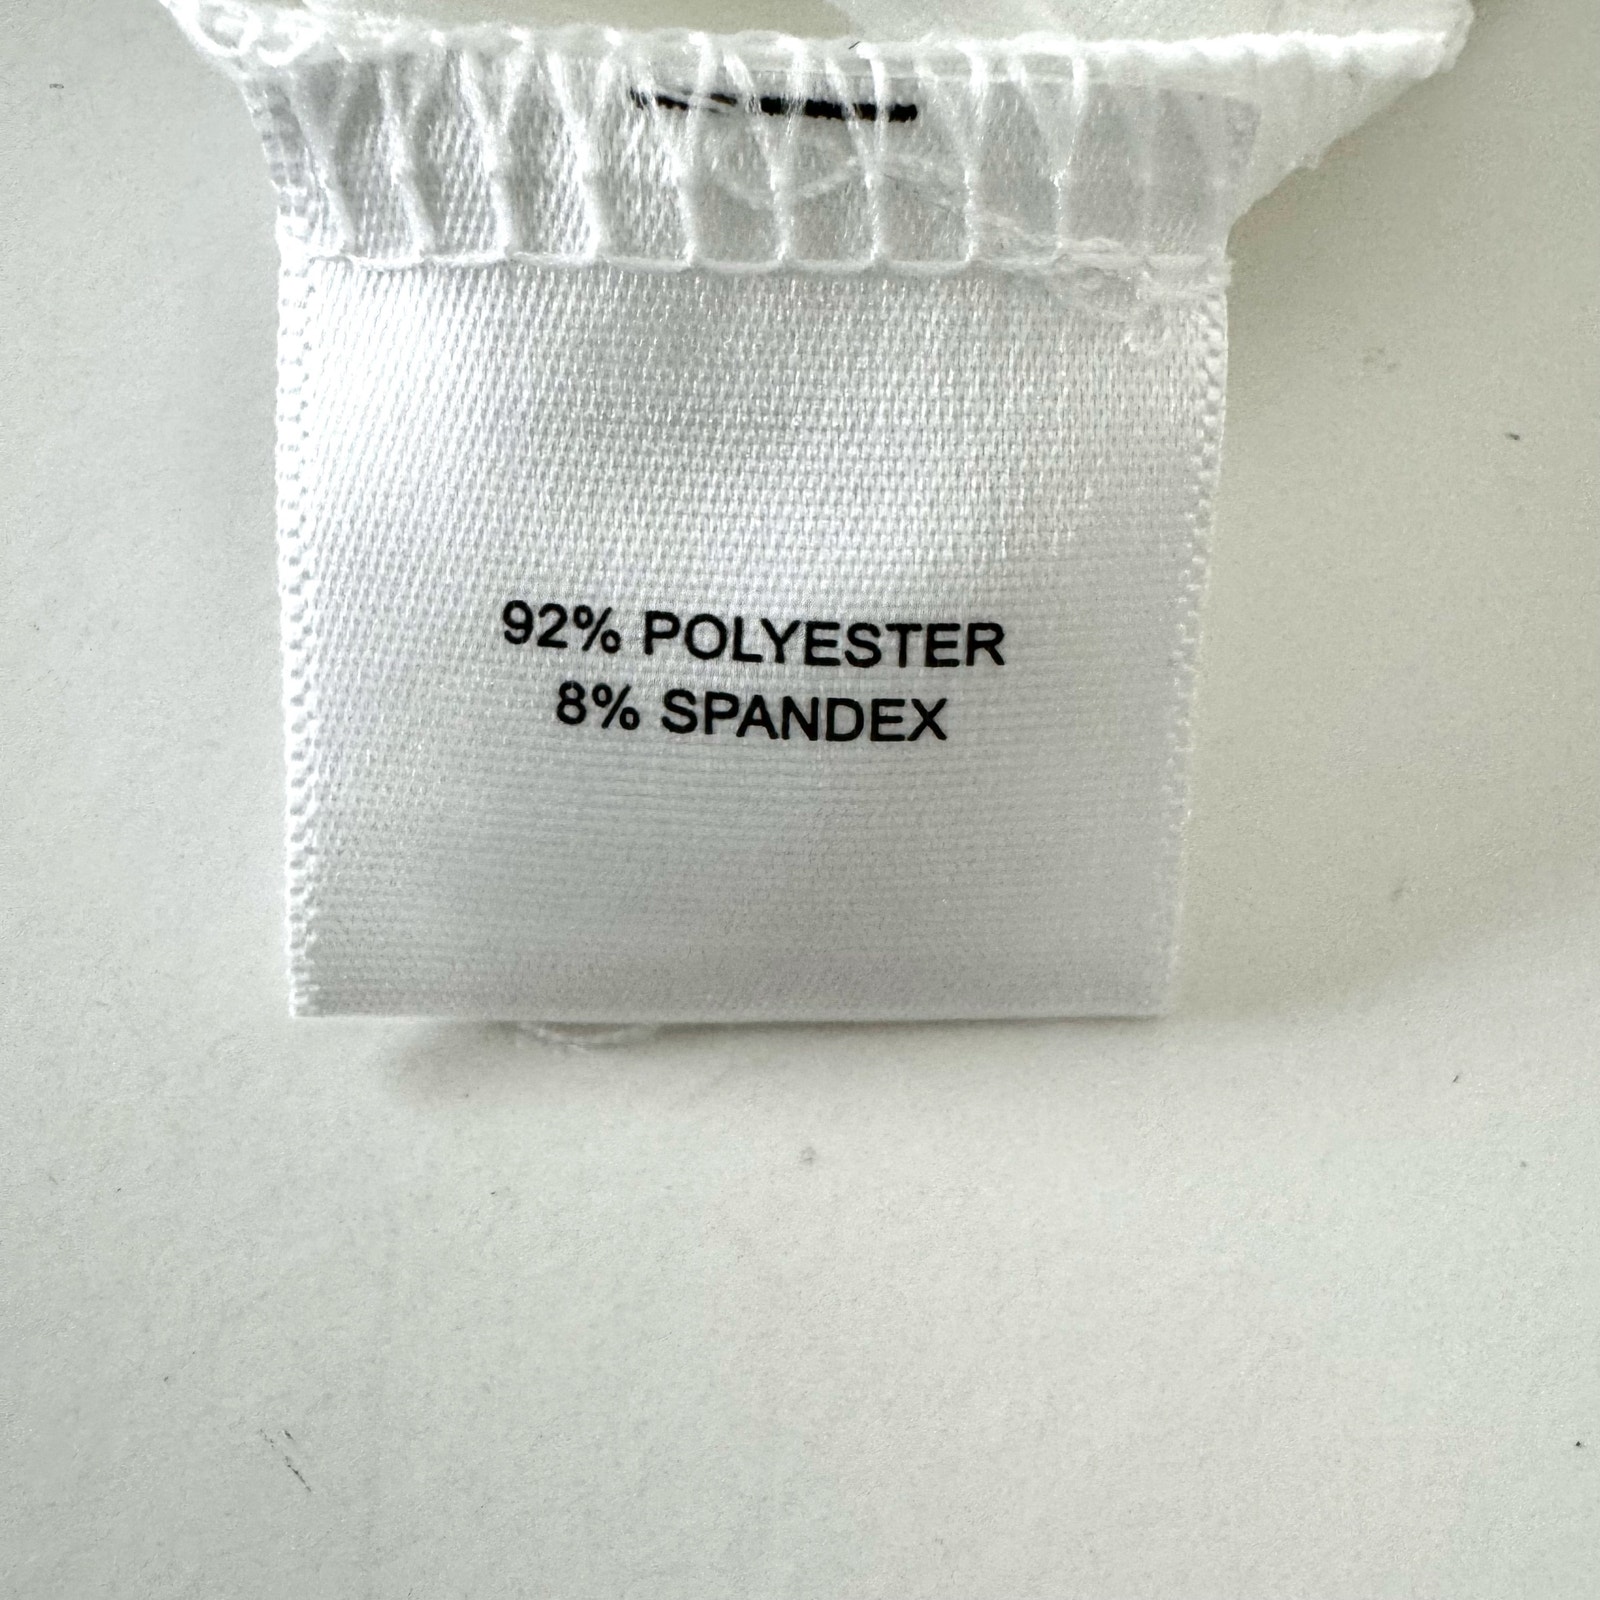 92% POLYESTER
8% SPANDEX